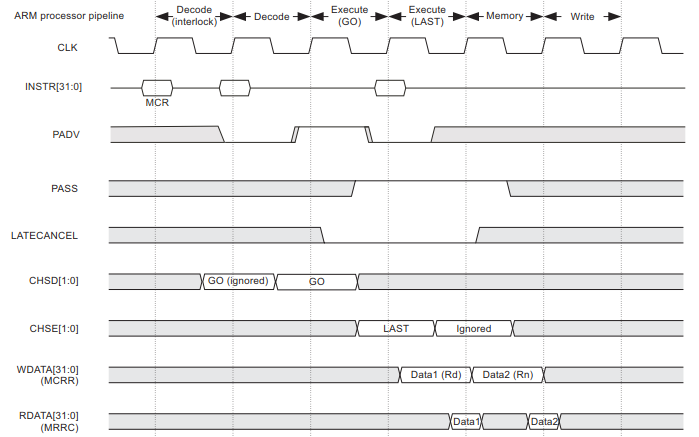 ARM processor pipeline
Decode
(interlock)
Decode
Execute
(GO)
Execute
(LAST)
Memory
Write
CLK
INSTR[31:0]
MCR
PADV
PASS
LATECANCEL
CHSD[1:0]
GO (ignored)
GO
CHSE[1:0]
LAST
Ignored
WDATA[31:0]
(MCRR)
Data1 (Rd)
Data2 (Rn)
RDATA[31:0]
(MRRC)
Data1
Data2